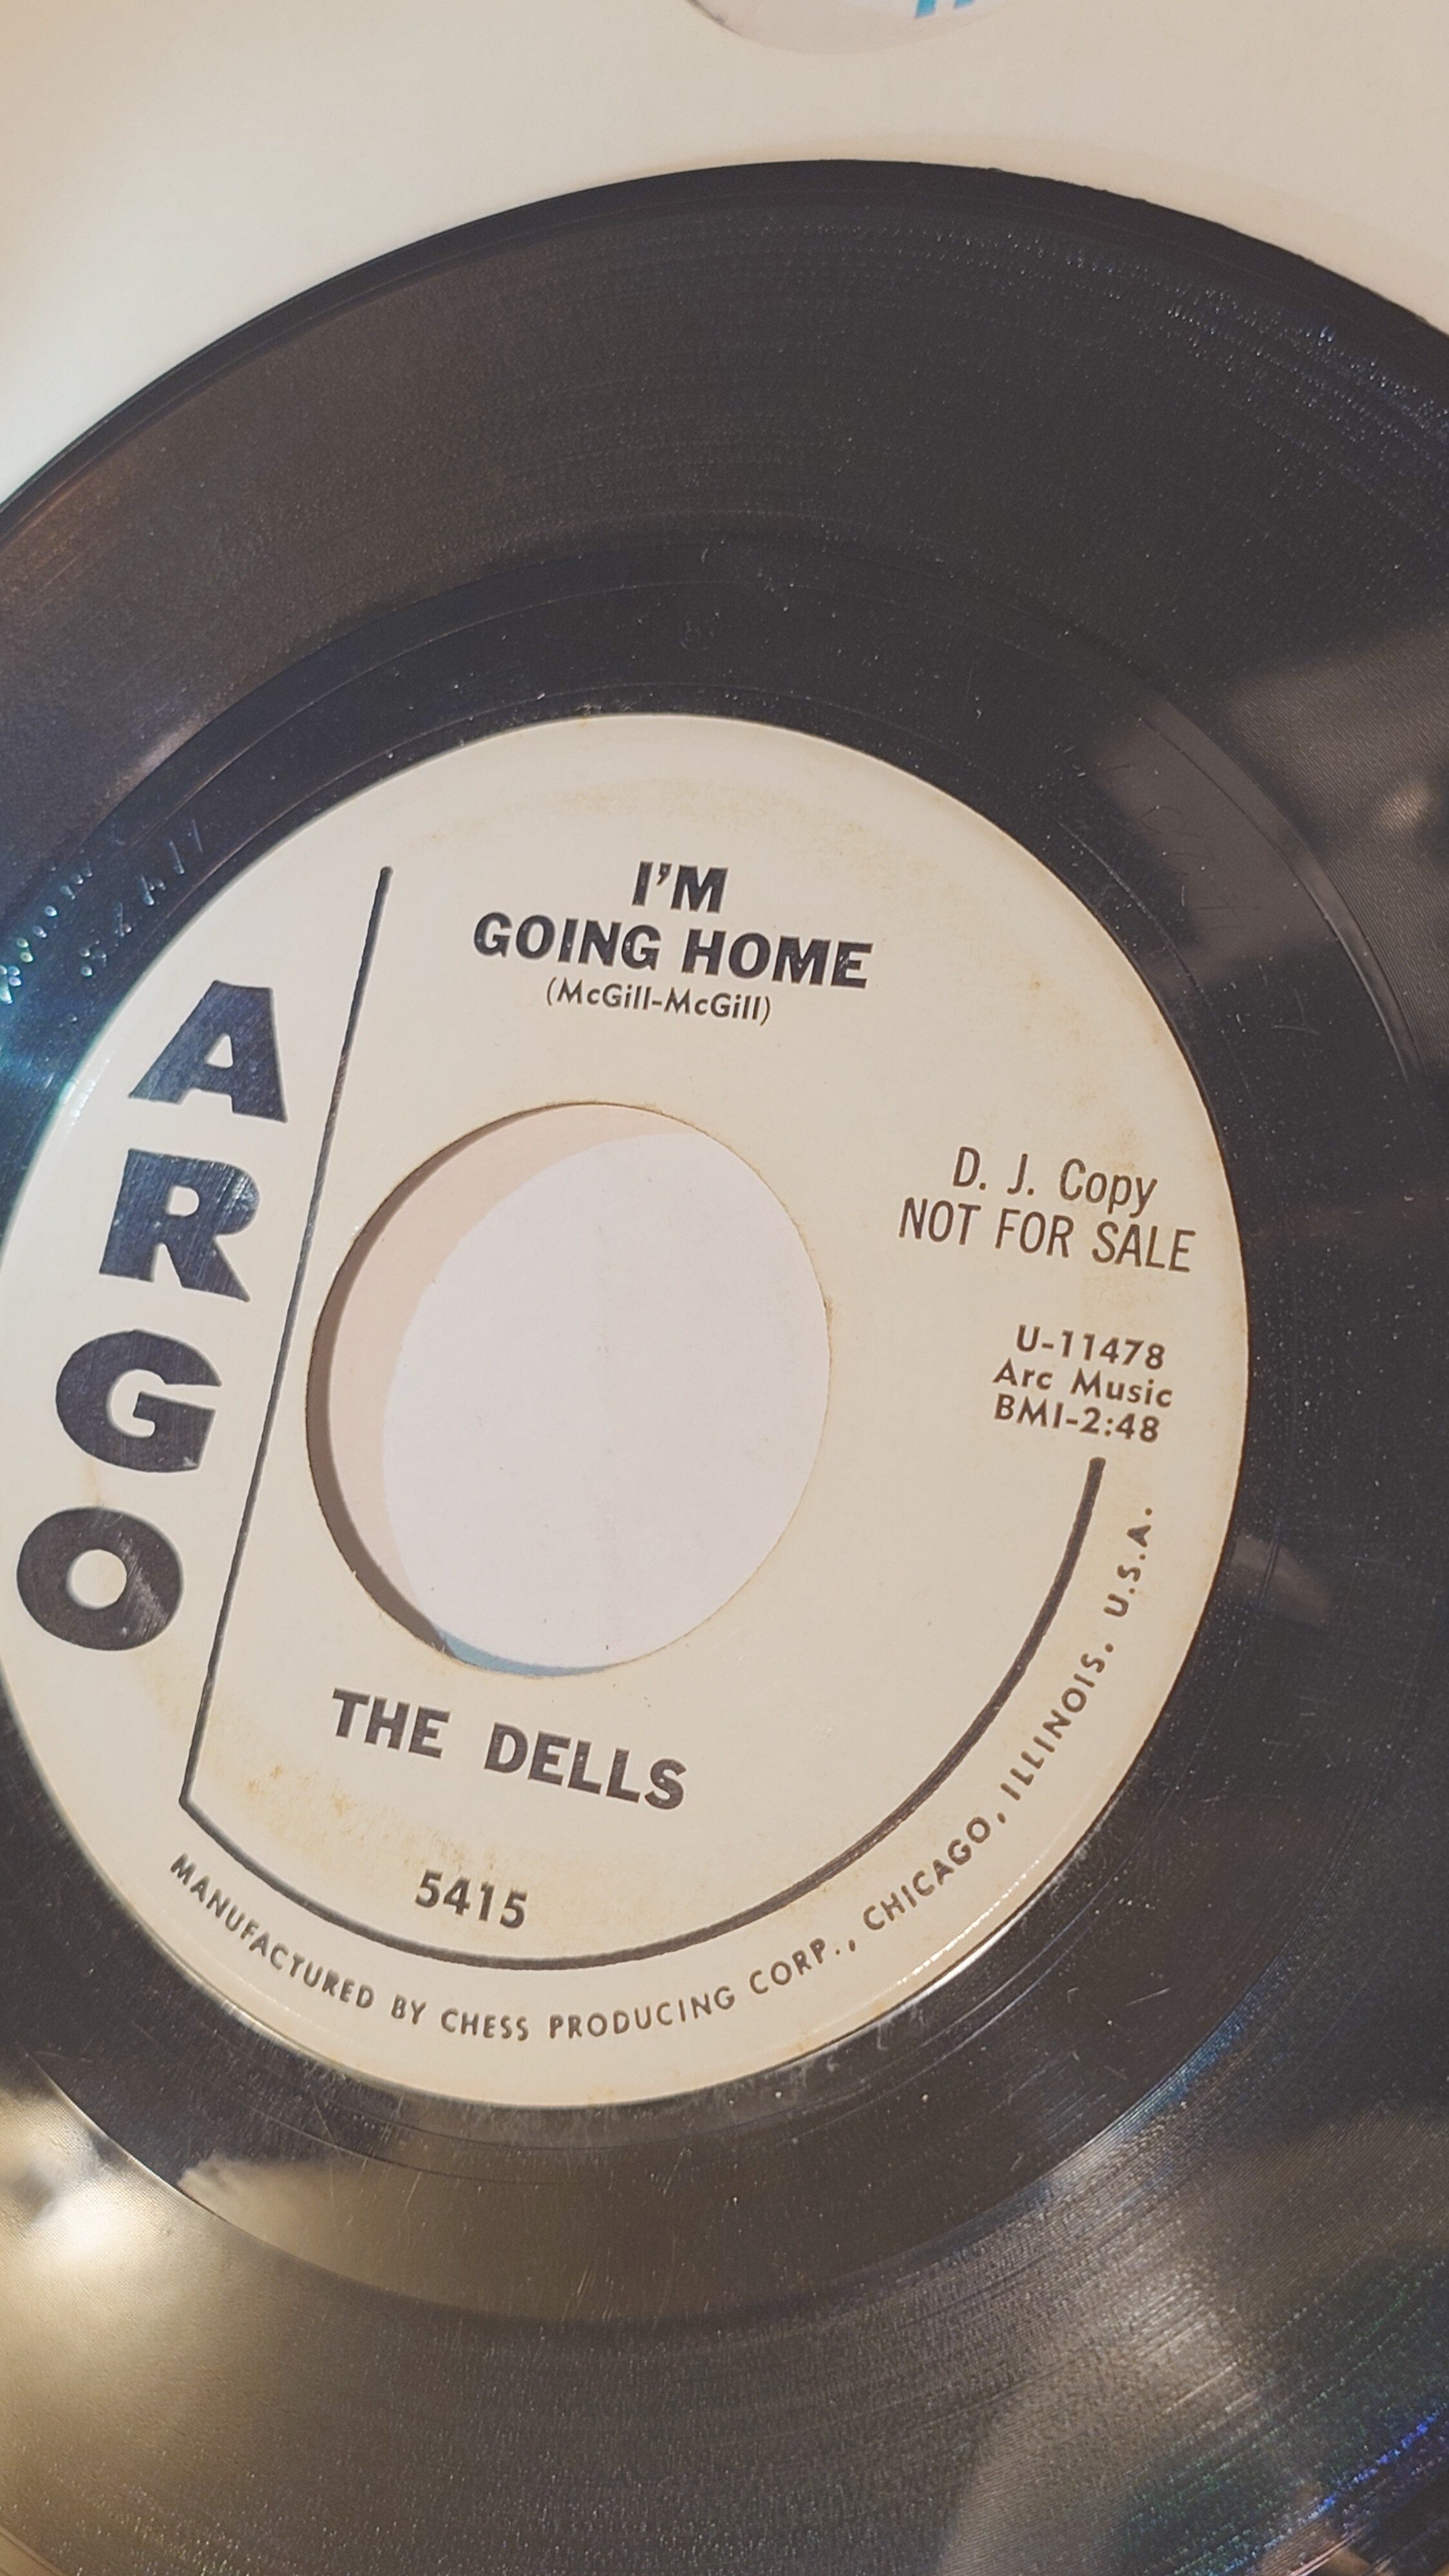 I'M
GOING HOME
(McGill-McGill)
ARGO
D. J. Copy
NOT FOR SALE
U-11478
Arc Music
BMI-2:48
THE DELLS
5415
MANUFACTURED BY CHESS PRODUCING CORP., CHICAGO, ILLINOIS. U.S.A.